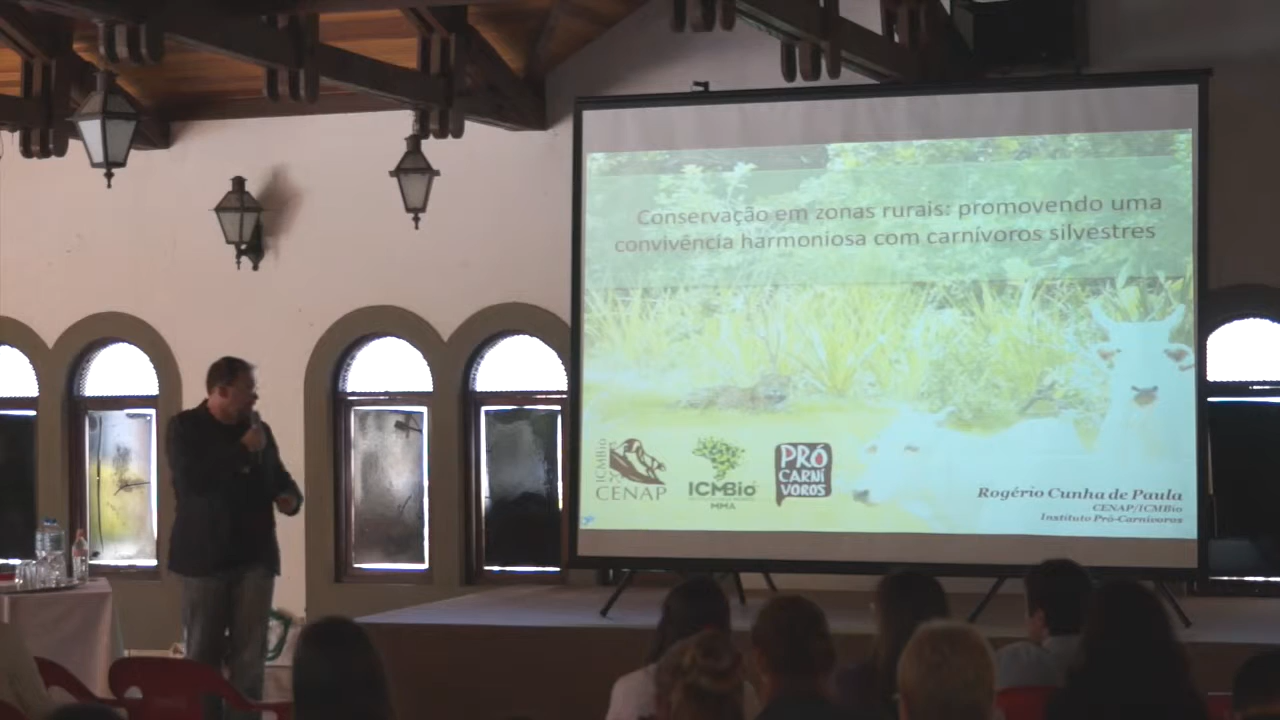 Conservação em zonas rurais: promovendo uma
convivência harmoniosa com carnívoros silvestres
ICMBio
CENAP
ICMBio
MMA
PRÓ
CARNÍ
VOROS
Rogério Cunha de Paula
CENAP/ICMBio
Instituto Pró-Carnívoros